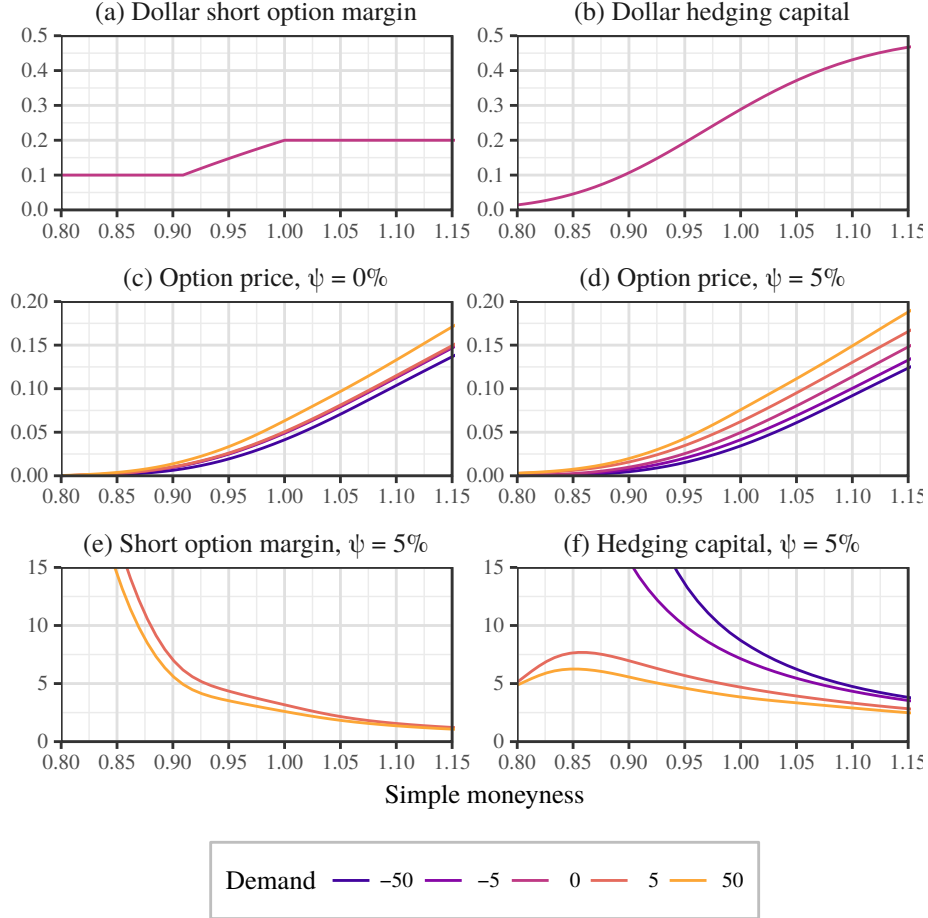 (a) Dollar short option margin
(b) Dollar hedging capital
0.5
0.4
0.3
0.2
0.1
0.0
0.80 0.85 0.90 0.95 1.00 1.05 1.10 1.15
0.5
0.4
0.3
0.2
0.1
0.0
0.80 0.85 0.90 0.95 1.00 1.05 1.10 1.15
(c) Option price, ψ = 0%
(d) Option price, ψ = 5%
0.20
0.15
0.10
0.05
0.00
0.80 0.85 0.90 0.95 1.00 1.05 1.10 1.15
0.20
0.15
0.10
0.05
0.00
0.80 0.85 0.90 0.95 1.00 1.05 1.10 1.15
(e) Short option margin, ψ = 5%
(f) Hedging capital, ψ = 5%
15
10
5
0
0.80 0.85 0.90 0.95 1.00 1.05 1.10 1.15
15
10
5
0
0.80 0.85 0.90 0.95 1.00 1.05 1.10 1.15
Simple moneyness
Demand −50 −5 0 5 50